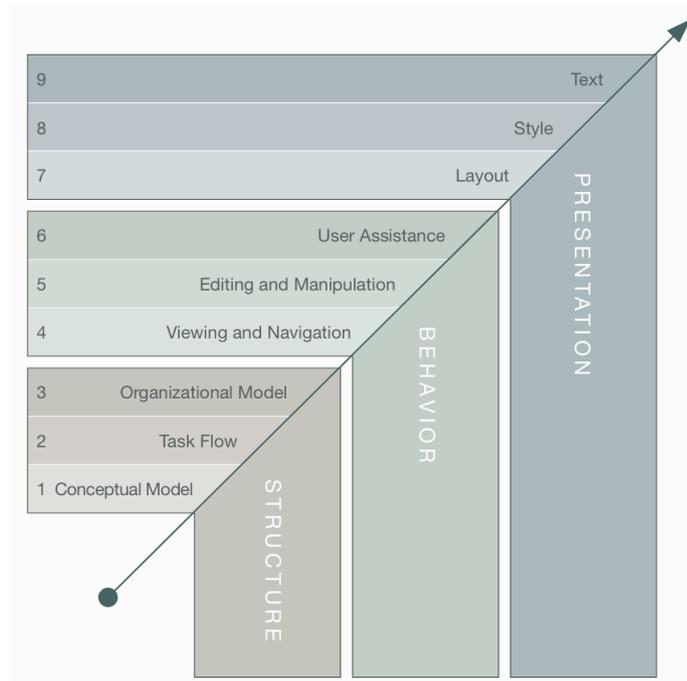 9 Text
8 Style
7 Layout
PRESENTATION
6 User Assistance
5 Editing and Manipulation
4 Viewing and Navigation
BEHAVIOR
3 Organizational Model
2 Task Flow
1 Conceptual Model
STRUCTURE